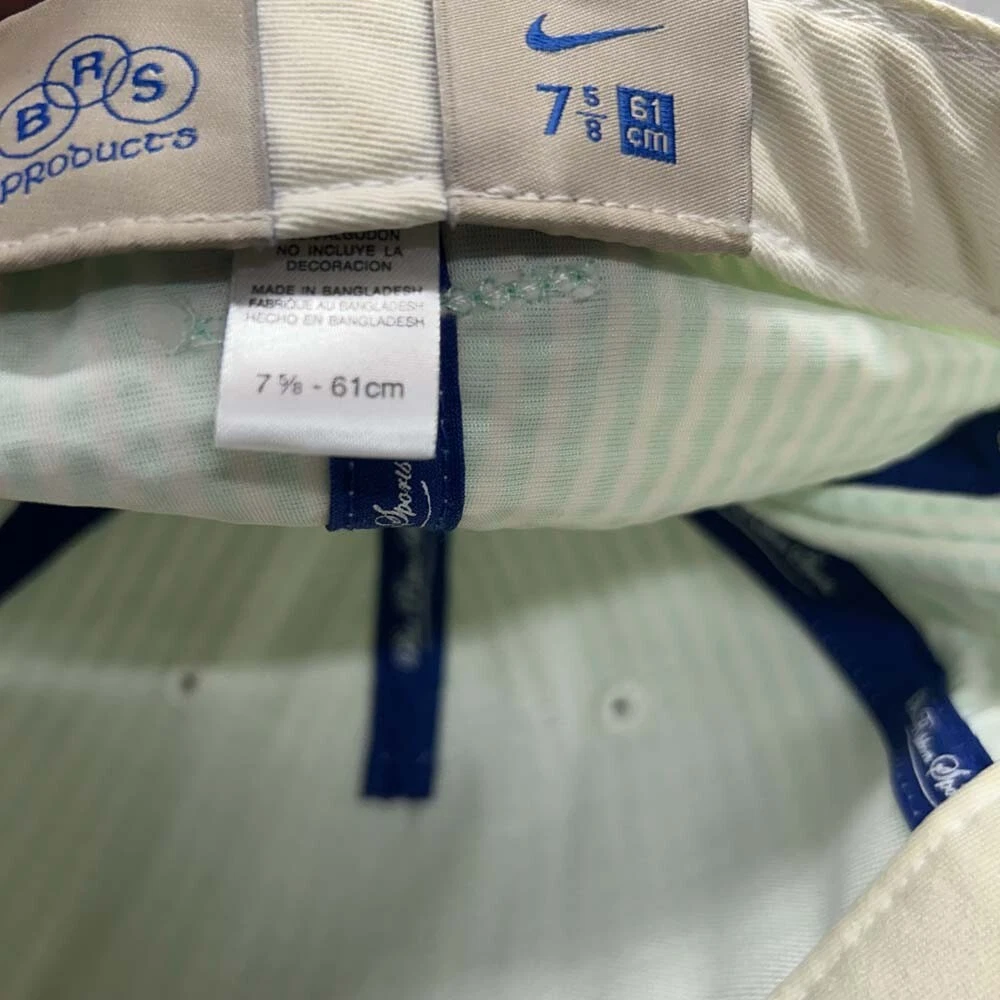 BRS
PRODUCTS
7 5/8 61 cm
ALGODON
NO INCLUYE LA
DECORACION
MADE IN BANGLADESH
FABRIQUE AU BANGLADESH
HECHO EN BANGLADESH
7 5/8 - 61cm
Sports